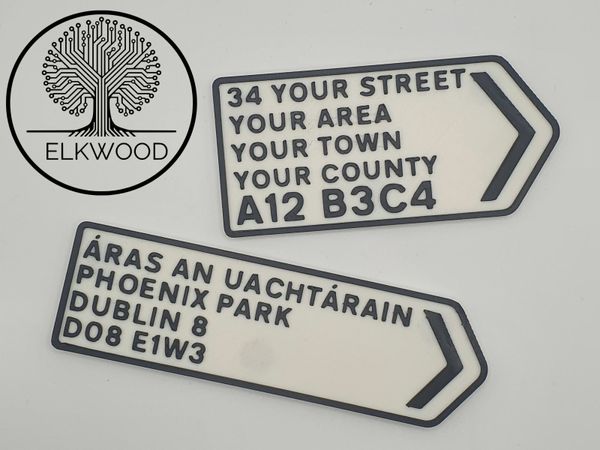 ELKWOOD
34 YOUR STREET
YOUR AREA
YOUR TOWN
YOUR COUNTY
A12 B3C4
ÁRAS AN UACHTÁRAIN
PHOENIX PARK
DUBLIN 8
D08 E1W3